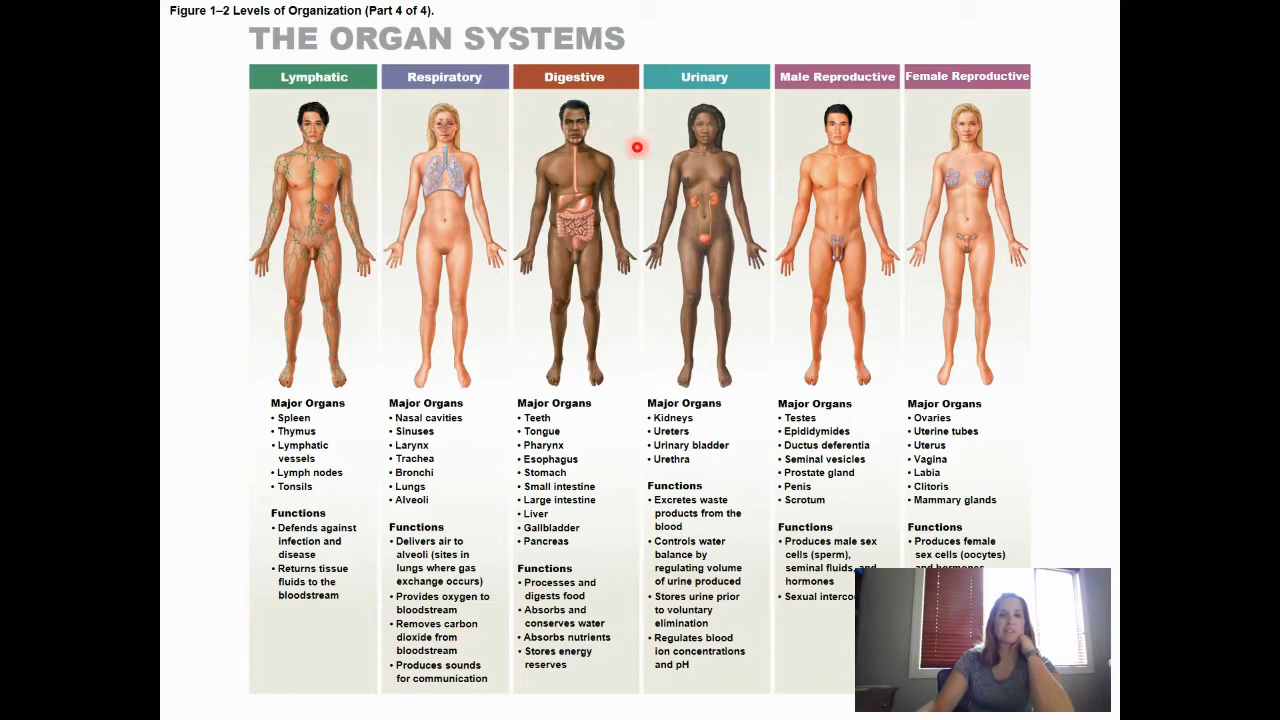 Figure 1–2 Levels of Organization (Part 4 of 4).
THE ORGAN SYSTEMS
Lymphatic
Major Organs
• Spleen
• Thymus
• Lymphatic
vessels
• Lymph nodes
• Tonsils
Functions
• Defends against
infection and
disease
• Returns tissue
fluids to the
bloodstream
Respiratory
Major Organs
• Nasal cavities
• Sinuses
• Larynx
• Trachea
• Bronchi
• Lungs
• Alveoli
Functions
• Delivers air to
alveoli (sites in
lungs where gas
exchange occurs)
• Provides oxygen to
bloodstream
• Removes carbon
dioxide from
bloodstream
• Produces sounds
for communication
Digestive
Major Organs
• Teeth
• Tongue
• Pharynx
• Esophagus
• Stomach
• Small intestine
• Large intestine
• Liver
• Gallbladder
• Pancreas
Functions
• Processes and
digests food
• Absorbs and
conserves water
• Absorbs nutrients
• Stores energy
reserves
Urinary
Major Organs
• Kidneys
• Ureters
• Urinary bladder
• Urethra
Functions
• Excretes waste
products from the
blood
• Controls water
balance by
regulating volume
of urine produced
• Stores urine prior
to voluntary
elimination
• Regulates blood
ion concentrations
and pH
Male Reproductive
Major Organs
• Testes
• Epididymides
• Ductus deferentia
• Seminal vesicles
• Prostate gland
• Penis
• Scrotum
Functions
• Produces male sex
cells (sperm),
seminal fluids, and
hormones
• Sexual
Female Reproductive
Major Organs
• Ovaries
• Uterine tubes
• Uterus
• Vagina
• Labia
• Clitoris
• Mammary glands
Functions
• Produces female
sex cells (oocytes)
and hormones